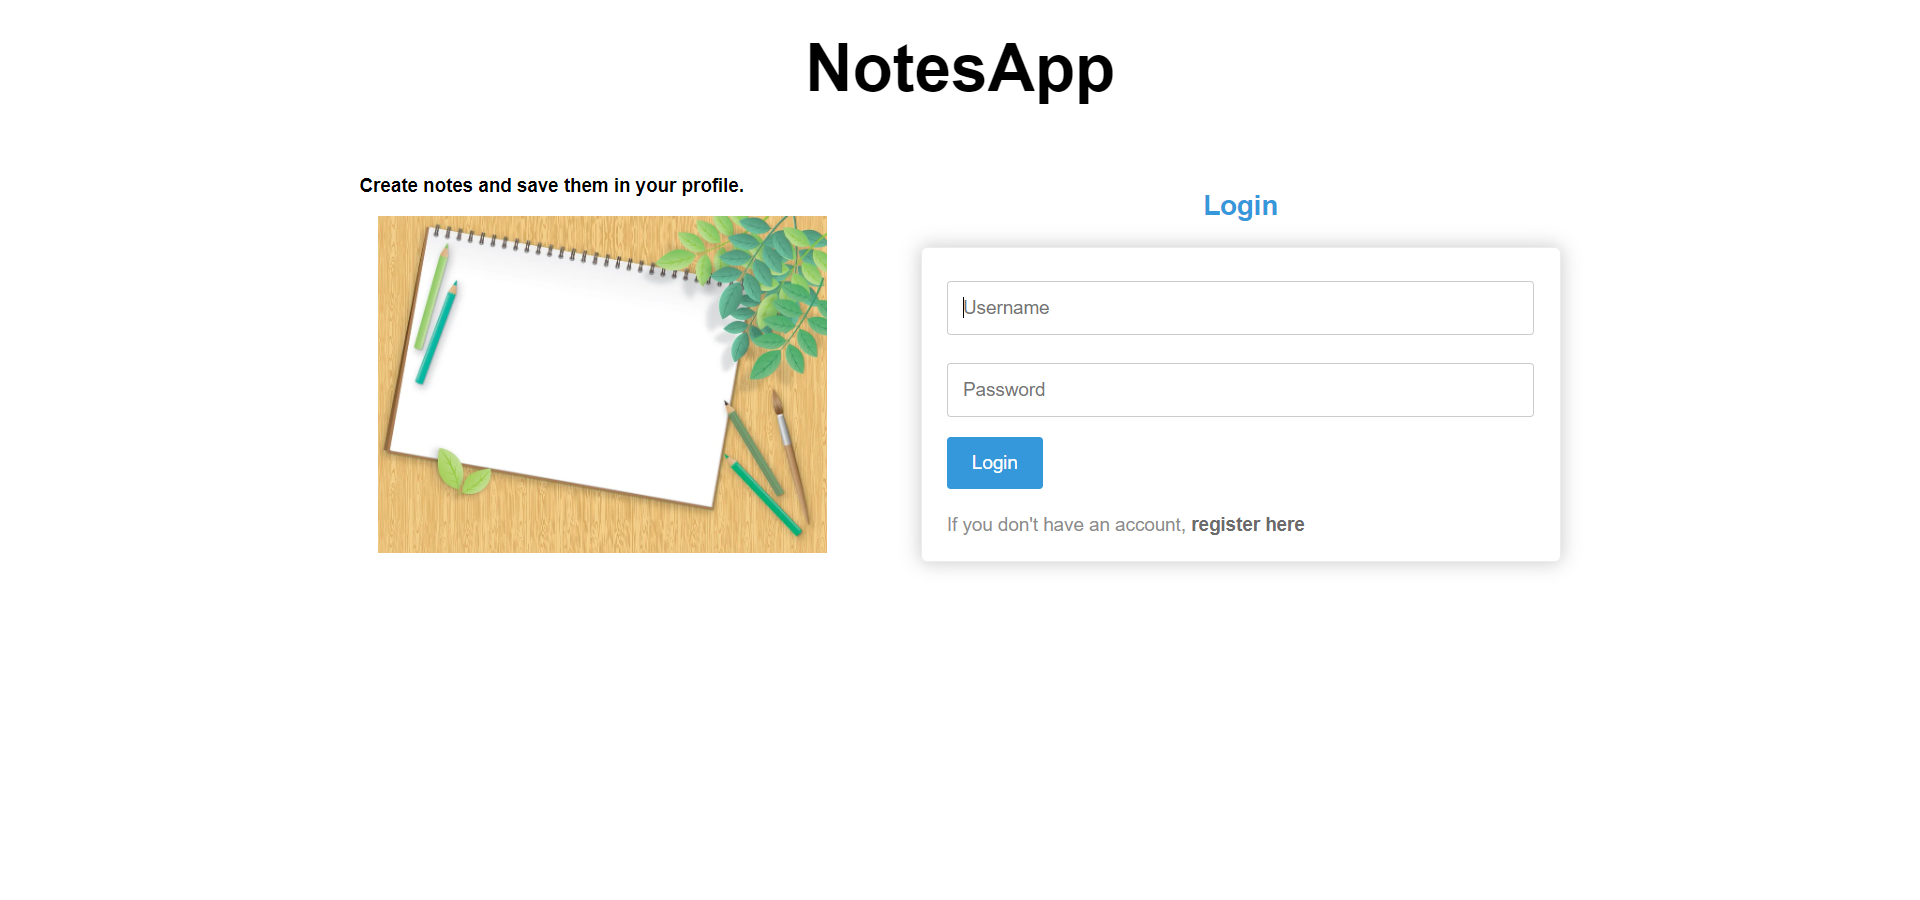 NotesApp
Create notes and save them in your profile.
Login
Username
Password
Login
If you don't have an account, register here